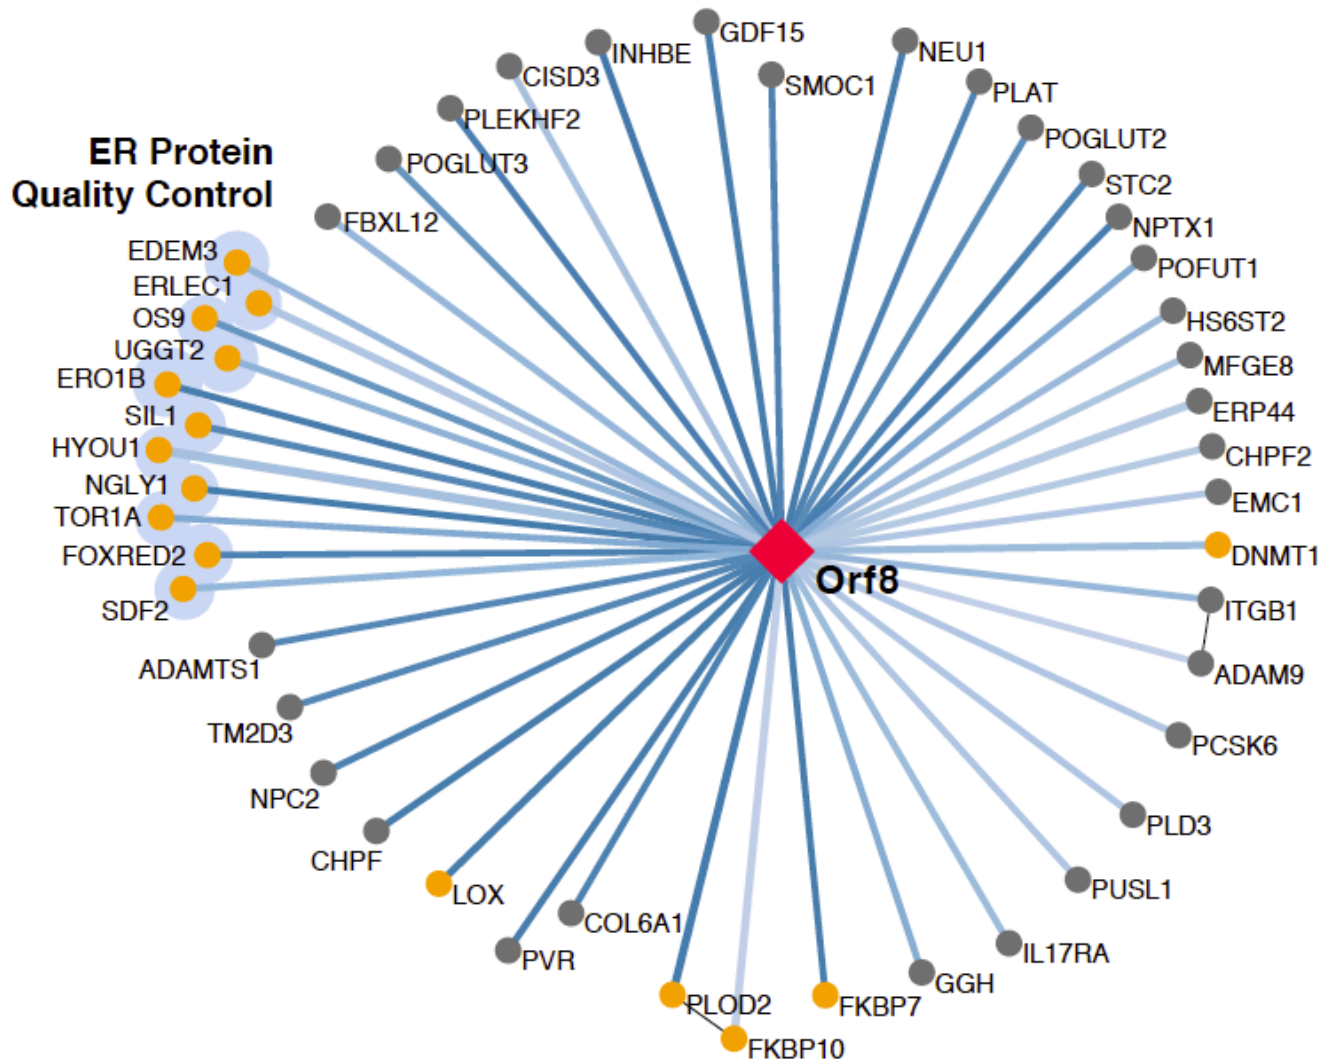 GDF15
INHBE
NEU1
CISD3
SMOC1
PLAT
PLEKHF2
POGLUT2
ER Protein
Quality Control
POGLUT3
STC2
FBXL12
NPTX1
EDEM3
POFUT1
ERLEC1
OS9
HS6ST2
UGGT2
MFGE8
ERO1B
SIL1
ERP44
HYOU1
CHPF2
NGLY1
EMC1
TOR1A
FOXRED2
DNMT1
Orf8
SDF2
ITGB1
ADAMTS1
ADAM9
TM2D3
PCSK6
NPC2
PLD3
CHPF
PUSL1
LOX
COL6A1
PVR
IL17RA
GGH
PLOD2
FKBP7
FKBP10